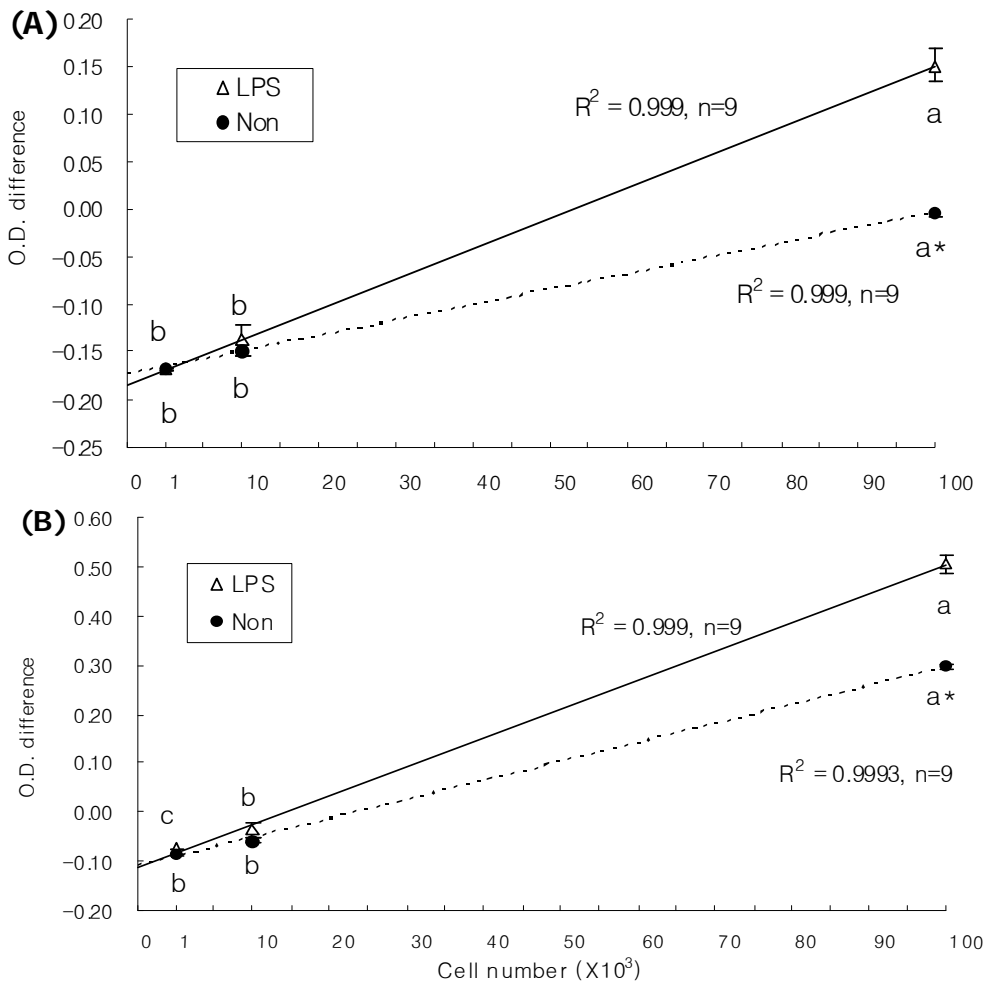 (A)
0.20
0.15
0.10
0.05
0.00
−0.05
−0.10
−0.15
−0.20
−0.25
O.D. difference
LPS
Non
R² = 0.999, n=9
a
a*
R² = 0.999, n=9
b
b
b
b
0 1 10 20 30 40 50 60 70 80 90 100
(B)
0.60
0.50
0.40
0.30
0.20
0.10
0.00
−0.10
−0.20
O.D. difference
LPS
Non
R² = 0.999, n=9
a
a*
R² = 0.9993, n=9
c
b
b
b
0 1 10 20 30 40 50 60 70 80 90 100
Cell number (X10³)